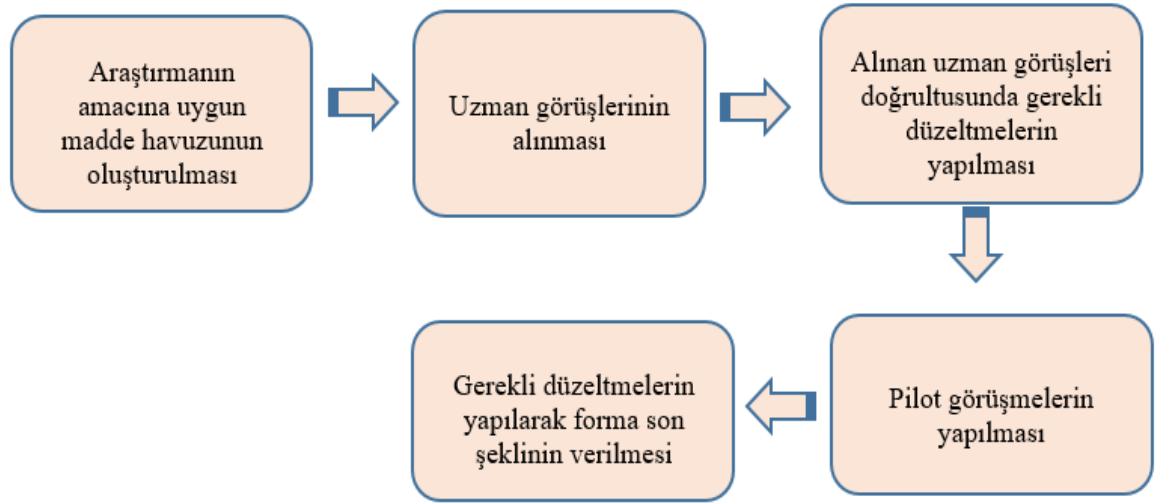 Araştırmanın
amacına uygun
madde havuzunun
oluşturulması
Uzman görüşlerinin
alınması
Alınan uzman görüşleri
doğrultusunda gerekli
düzeltmelerin
yapılması
Pilot görüşmelerin
yapılması
Gerekli düzeltmelerin
yapılarak forma son
şeklinin verilmesi